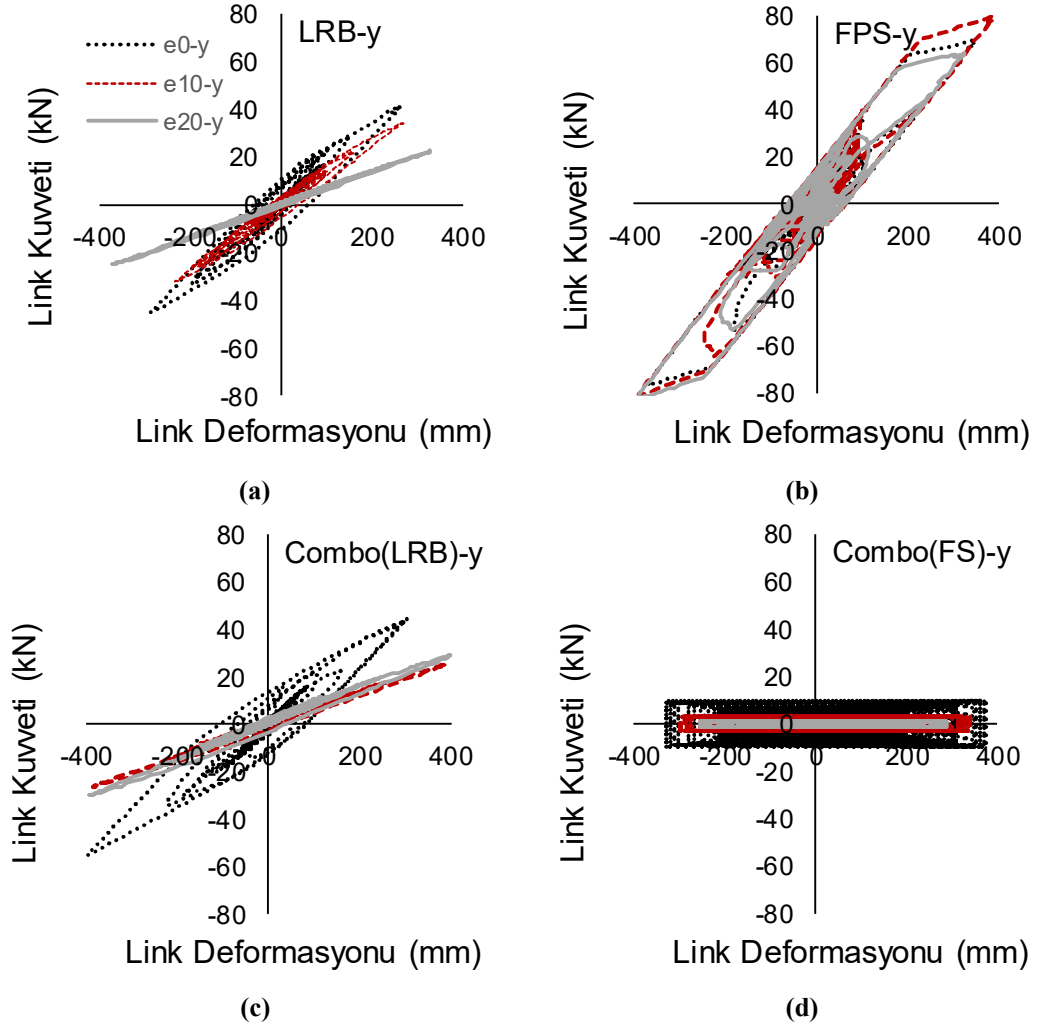 LRB-y
e0-y
e10-y
e20-y
80
60
40
20
0
-20
-40
-60
-80
-400
-200
0
200
400
Link Kuvveti (kN)
Link Deformasyonu (mm)
(a)
FPS-y
80
60
40
20
0
-20
-40
-60
-80
-400
-200
0
200
400
Link Kuvveti (kN)
Link Deformasyonu (mm)
(b)
Combo(LRB)-y
80
60
40
20
0
-20
-40
-60
-80
-400
-200
0
200
400
Link Kuvveti (kN)
Link Deformasyonu (mm)
(c)
Combo(FS)-y
80
60
40
20
0
-20
-40
-60
-80
-400
-200
0
200
400
Link Kuvveti (kN)
Link Deformasyonu (mm)
(d)